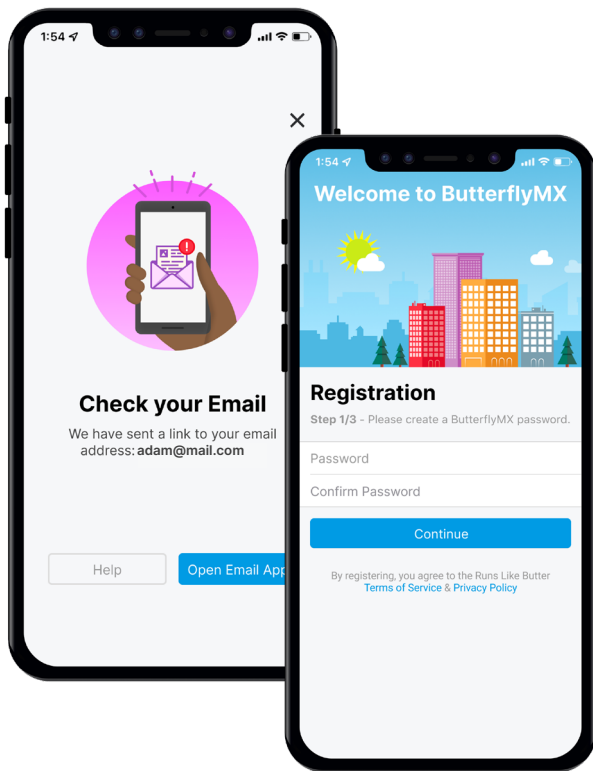 1:54
Check your Email
We have sent a link to your email
address: adam@mail.com
Help
Open Email App
1:54
Welcome to ButterflyMX
Registration
Step 1/3 - Please create a ButterflyMX password.
Password
Confirm Password
Continue
By registering, you agree to the Runs Like Butter
Terms of Service & Privacy Policy